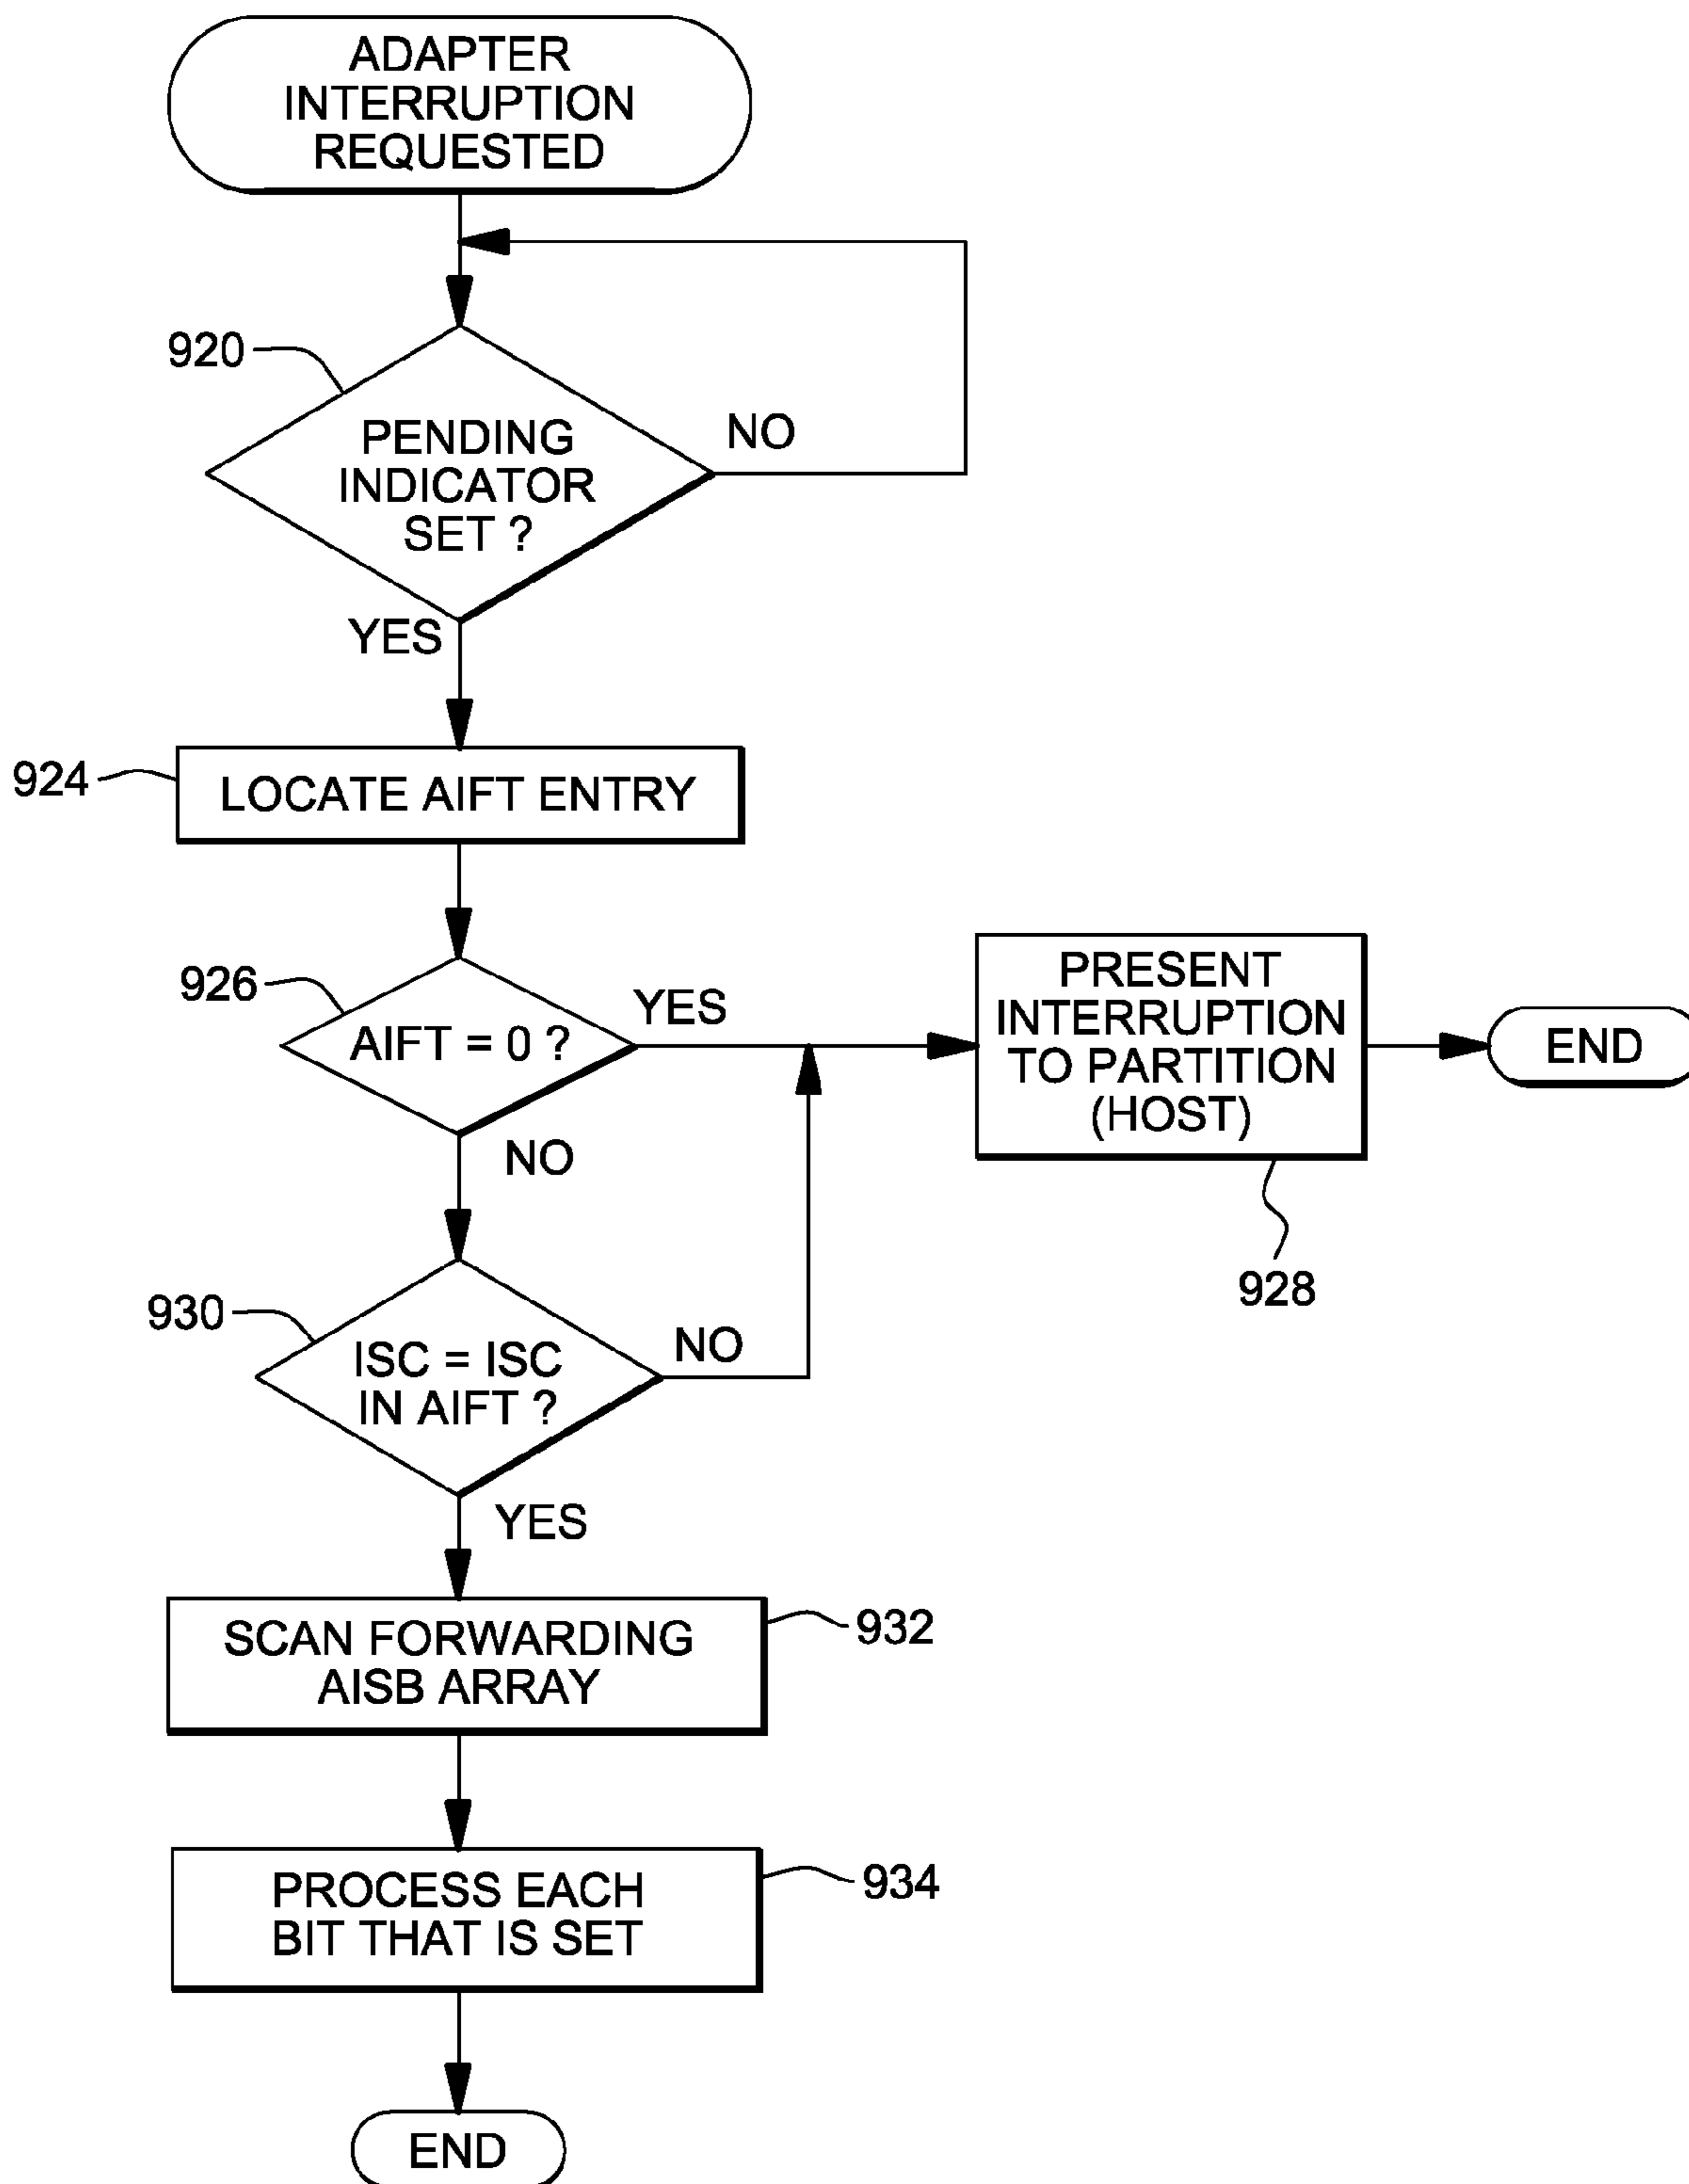 ADAPTER
INTERRUPTION
REQUESTED
920
PENDING
INDICATOR
SET ?
NO
YES
924
LOCATE AIFT ENTRY
926
AIFT = 0 ?
YES
NO
PRESENT
INTERRUPTION
TO PARTITION
(HOST)
928
END
930
ISC = ISC
IN AIFT ?
NO
YES
SCAN FORWARDING
AISB ARRAY
932
PROCESS EACH
BIT THAT IS SET
934
END